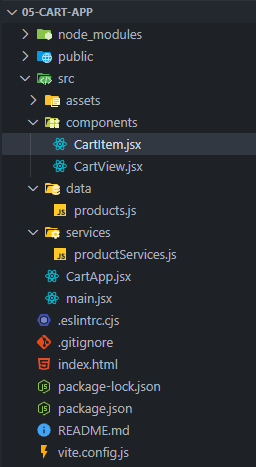 05-CART-APP
node_modules
public
src
assets
components
CartItem.jsx
CartView.jsx
data
JS products.js
services
JS productServices.js
CartApp.jsx
main.jsx
.eslintrc.cjs
.gitignore
index.html
JS package-lock.json
JS package.json
README.md
vite.config.js